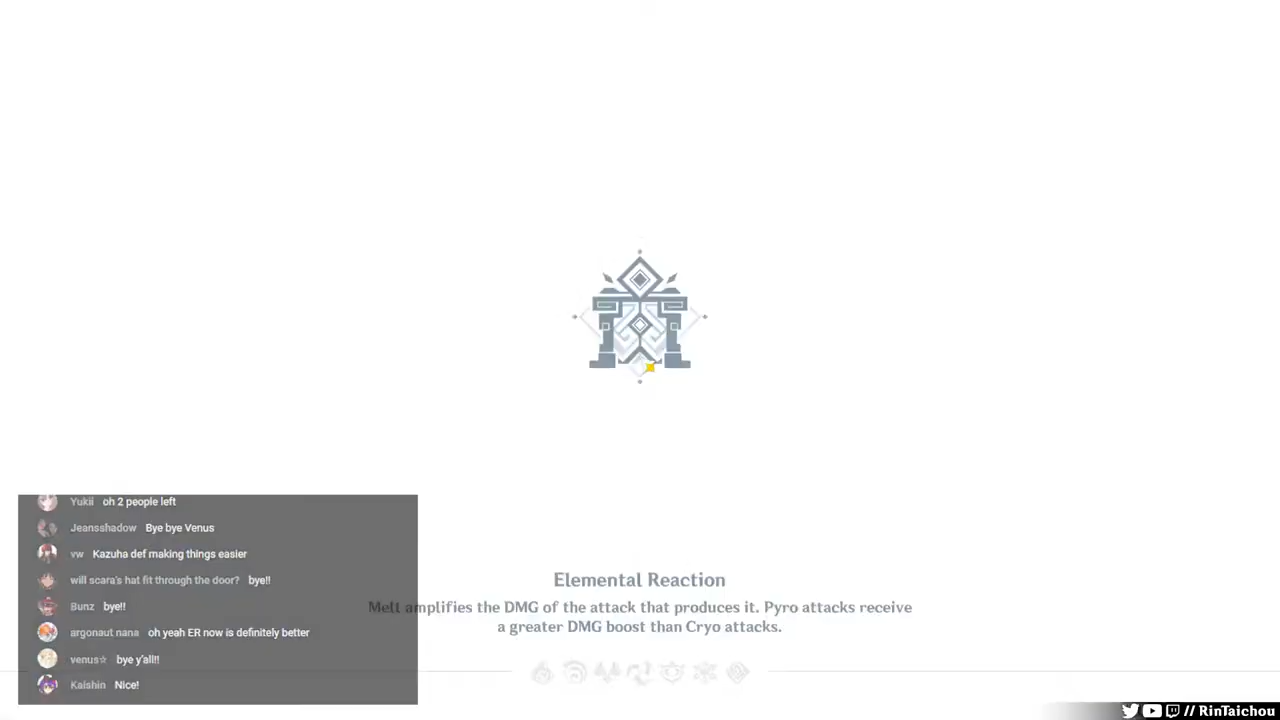 Yukii oh 2 people left
Jeansshadow Bye bye Venus
vw Kazuha def making things easier
will scara's hat fit through the door? bye!!
Bunz bye!!
argonaut nana oh yeah ER now is definitely better
venus☆ bye y'all!!
Kaishin Nice!
Elemental Reaction
Melt amplifies the DMG of the attack that produces it. Pyro attacks receive
a greater DMG boost than Cryo attacks.
// RinTaichou